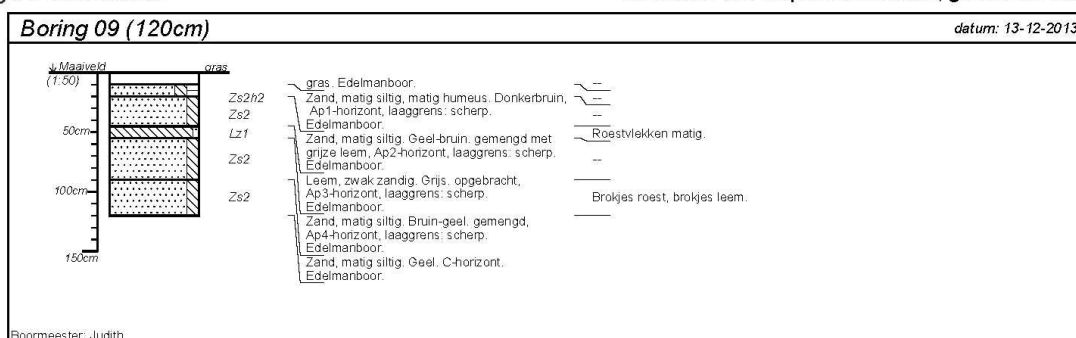 Boring 09 (120cm)
datum: 13-12-2013
Maaiveld
gras
(1:50)
50cm
100cm
150cm
Zs2h2
Zs2
Lz1
Zs2
Zs2
gras. Edelmanboor.
Zand, matig siltig, matig humeus. Donkerbruin,
Ap1-horizont, laaggrens: scherp.
Edelmanboor.
Zand, matig siltig. Geel-bruin. gemengd met
grijze leem, Ap2-horizont, laaggrens: scherp.
Edelmanboor.
Leem, zwak zandig. Grijs. opgebracht,
Ap3-horizont, laaggrens: scherp.
Edelmanboor.
Zand, matig siltig. Bruin-geel. gemengd,
Ap4-horizont, laaggrens: scherp.
Edelmanboor.
Zand, matig siltig. Geel. C-horizont.
Edelmanboor.
--
--
--
Roestvlekken matig.
--
Brokjes roest, brokjes leem.
Boormeester: Judith